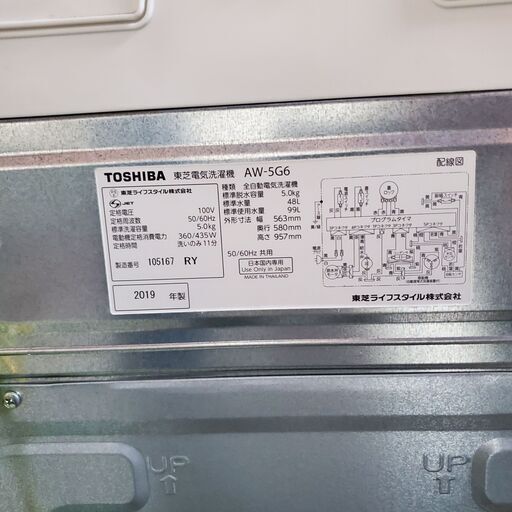 TOSHIBA 東芝電気洗濯機 AW-5G6
配線図
東芝ライフスタイル株式会社
JET
定格電圧 100V
定格周波数 50/60Hz
標準洗濯容量 5.0kg
電動機定格消費電力 360/435W
定格時間 洗いのみ11分
製造番号 105167 RY
2019 年製
種類 全自動電気洗濯機
標準脱水容量 5.0kg
標準水量 48L
標準使用水量 99L
外形寸法 幅 563mm
奥行 580mm
高さ 957mm
50/60Hz 共用
日本国内専用
Use Only in Japan
MADE IN THAILAND
プログラムタイマ
東芝ライフスタイル株式会社
UP
UP